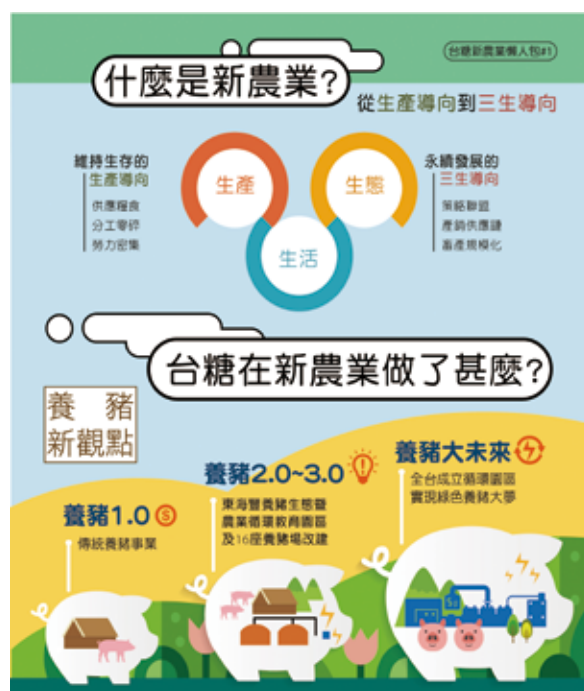 台糖新農業懶人包#1
什麼是新農業?
從生產導向到三生導向
維持生存的
生產導向
供應糧食
分工零碎
勞力密集
生產
生態
生活
永續發展的
三生導向
策略聯盟
產銷供應鏈
畜產規模化
台糖在新農業做了甚麼?
養豬
新觀點
養豬1.0
傳統養豬事業
養豬2.0~3.0
東海豐養豬生態暨
農業循環教育園區
及16座養豬場改建
養豬大未來
全台成立循環園區
實現綠色養豬大夢